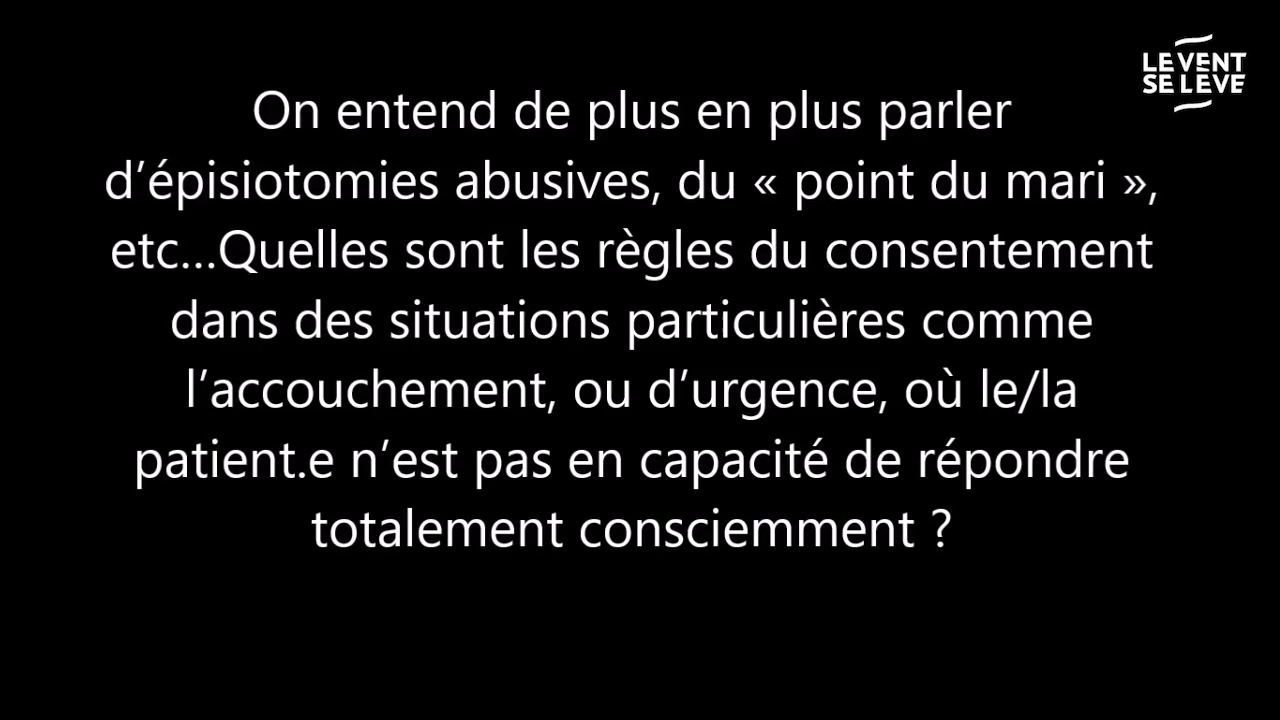 LE VENT
SE LÈVE
On entend de plus en plus parler
d’épisiotomies abusives, du « point du mari »,
etc...Quelles sont les règles du consentement
dans des situations particulières comme
l’accouchement, ou d’urgence, où le/la
patient.e n’est pas en capacité de répondre
totalement consciemment ?